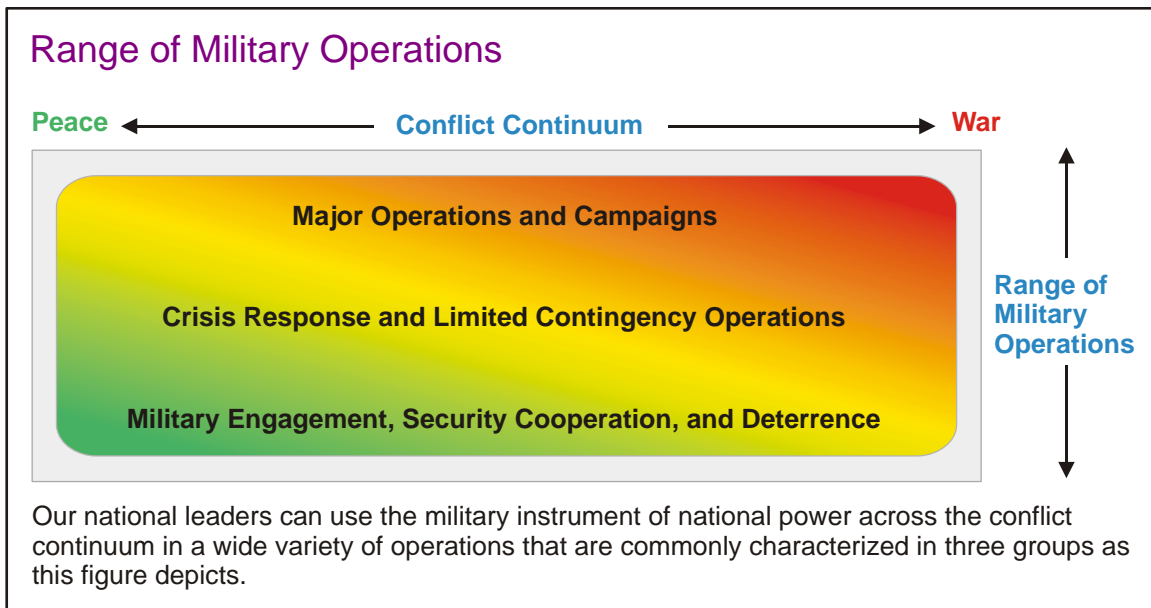 Range of Military Operations
Peace Conflict Continuum War
Major Operations and Campaigns
Crisis Response and Limited Contingency Operations
Range of
Military
Operations
Military Engagement, Security Cooperation, and Deterrence
Our national leaders can use the military instrument of national power across the conflict
continuum in a wide variety of operations that are commonly characterized in three groups as
this figure depicts.